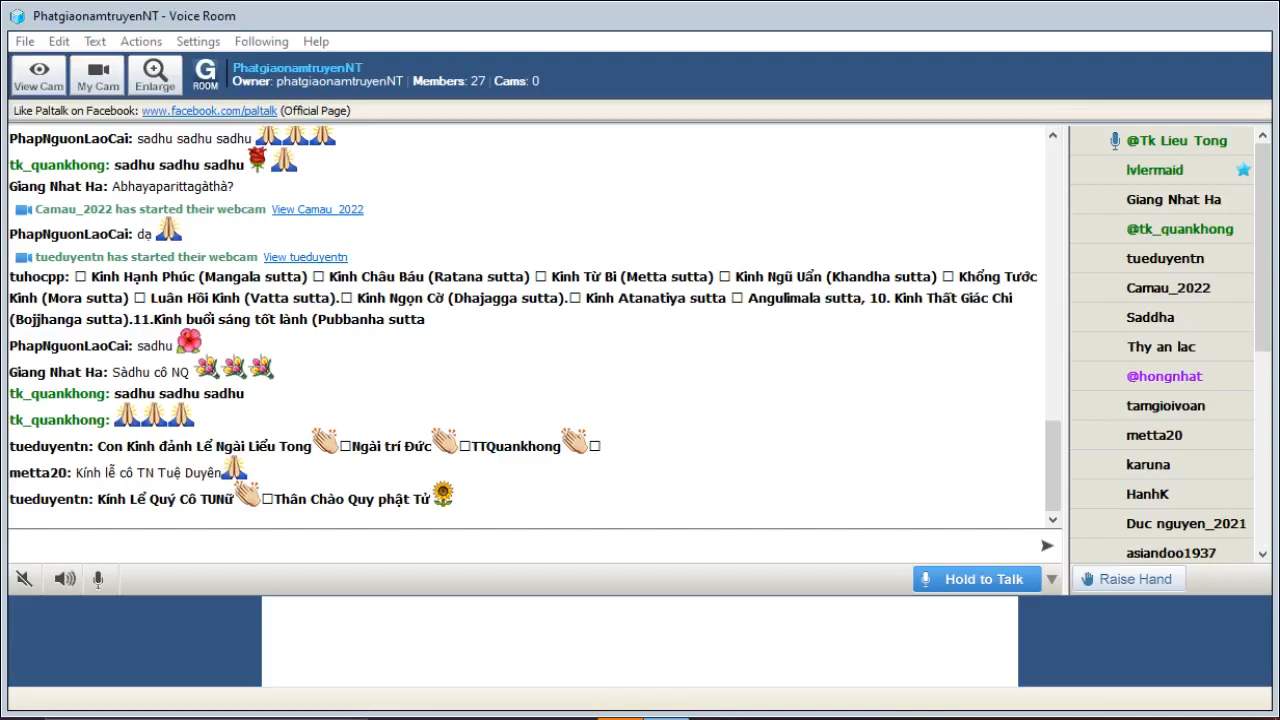 PhatgiaonamtruyenNT - Voice Room
File Edit Text Actions Settings Following Help
View Cam
My Cam
Enlarge
G ROOM
PhatgiaonamtruyenNT
Owner: phatgiaonamtruyenNT Members: 27 Cams: 0
Like Paltalk on Facebook: www.facebook.com/paltalk (Official Page)
PhapNguonLaoCai: sadhu sadhu sadhu
tk_quankhong: sadhu sadhu sadhu
Giang Nhat Ha: Abhayaparittagàthà?
Camau_2022 has started their webcam View Camau_2022
PhapNguonLaoCai: dạ
tueduyentn has started their webcam View tueduyentn
tuhocpp: □ Kinh Hạnh Phúc (Mangala sutta) □ Kinh Châu Báu (Ratana sutta) □ Kinh Từ Bi (Metta sutta) □ Kinh Ngũ Uẩn (Khandha sutta) □ Khổng Tước
Kinh (Mora sutta) □ Luân Hồi Kinh (Vatta sutta).□ Kinh Ngọn Cờ (Dhajagga sutta).□ Kinh Atanatiya sutta □ Angulimala sutta, 10. Kinh Thất Giác Chi
(Bojjhanga sutta).11.Kinh buổi sáng tốt lành (Pubbanha sutta
PhapNguonLaoCai: sadhu
Giang Nhat Ha: Sàdhu cô NQ
tk_quankhong: sadhu sadhu sadhu
tk_quankhong:
tueduyentn: Con Kinh đảnh Lể Ngài Liểu Tong □Ngài trí Đức □TTQuankhong □
metta20: Kính lễ cô TN Tuệ Duyên
tueduyentn: Kính Lể Quý Cô TUNữ □Thân Chào Quy phật Tử
Hold to Talk
@Tk Lieu Tong
lvlermaid
Giang Nhat Ha
@tk_quankhong
tueduyentn
Camau_2022
Saddha
Thy an lac
@hongnhat
tamgioivoan
metta20
karuna
HanhK
Duc nguyen_2021
asiandoo1937
Raise Hand